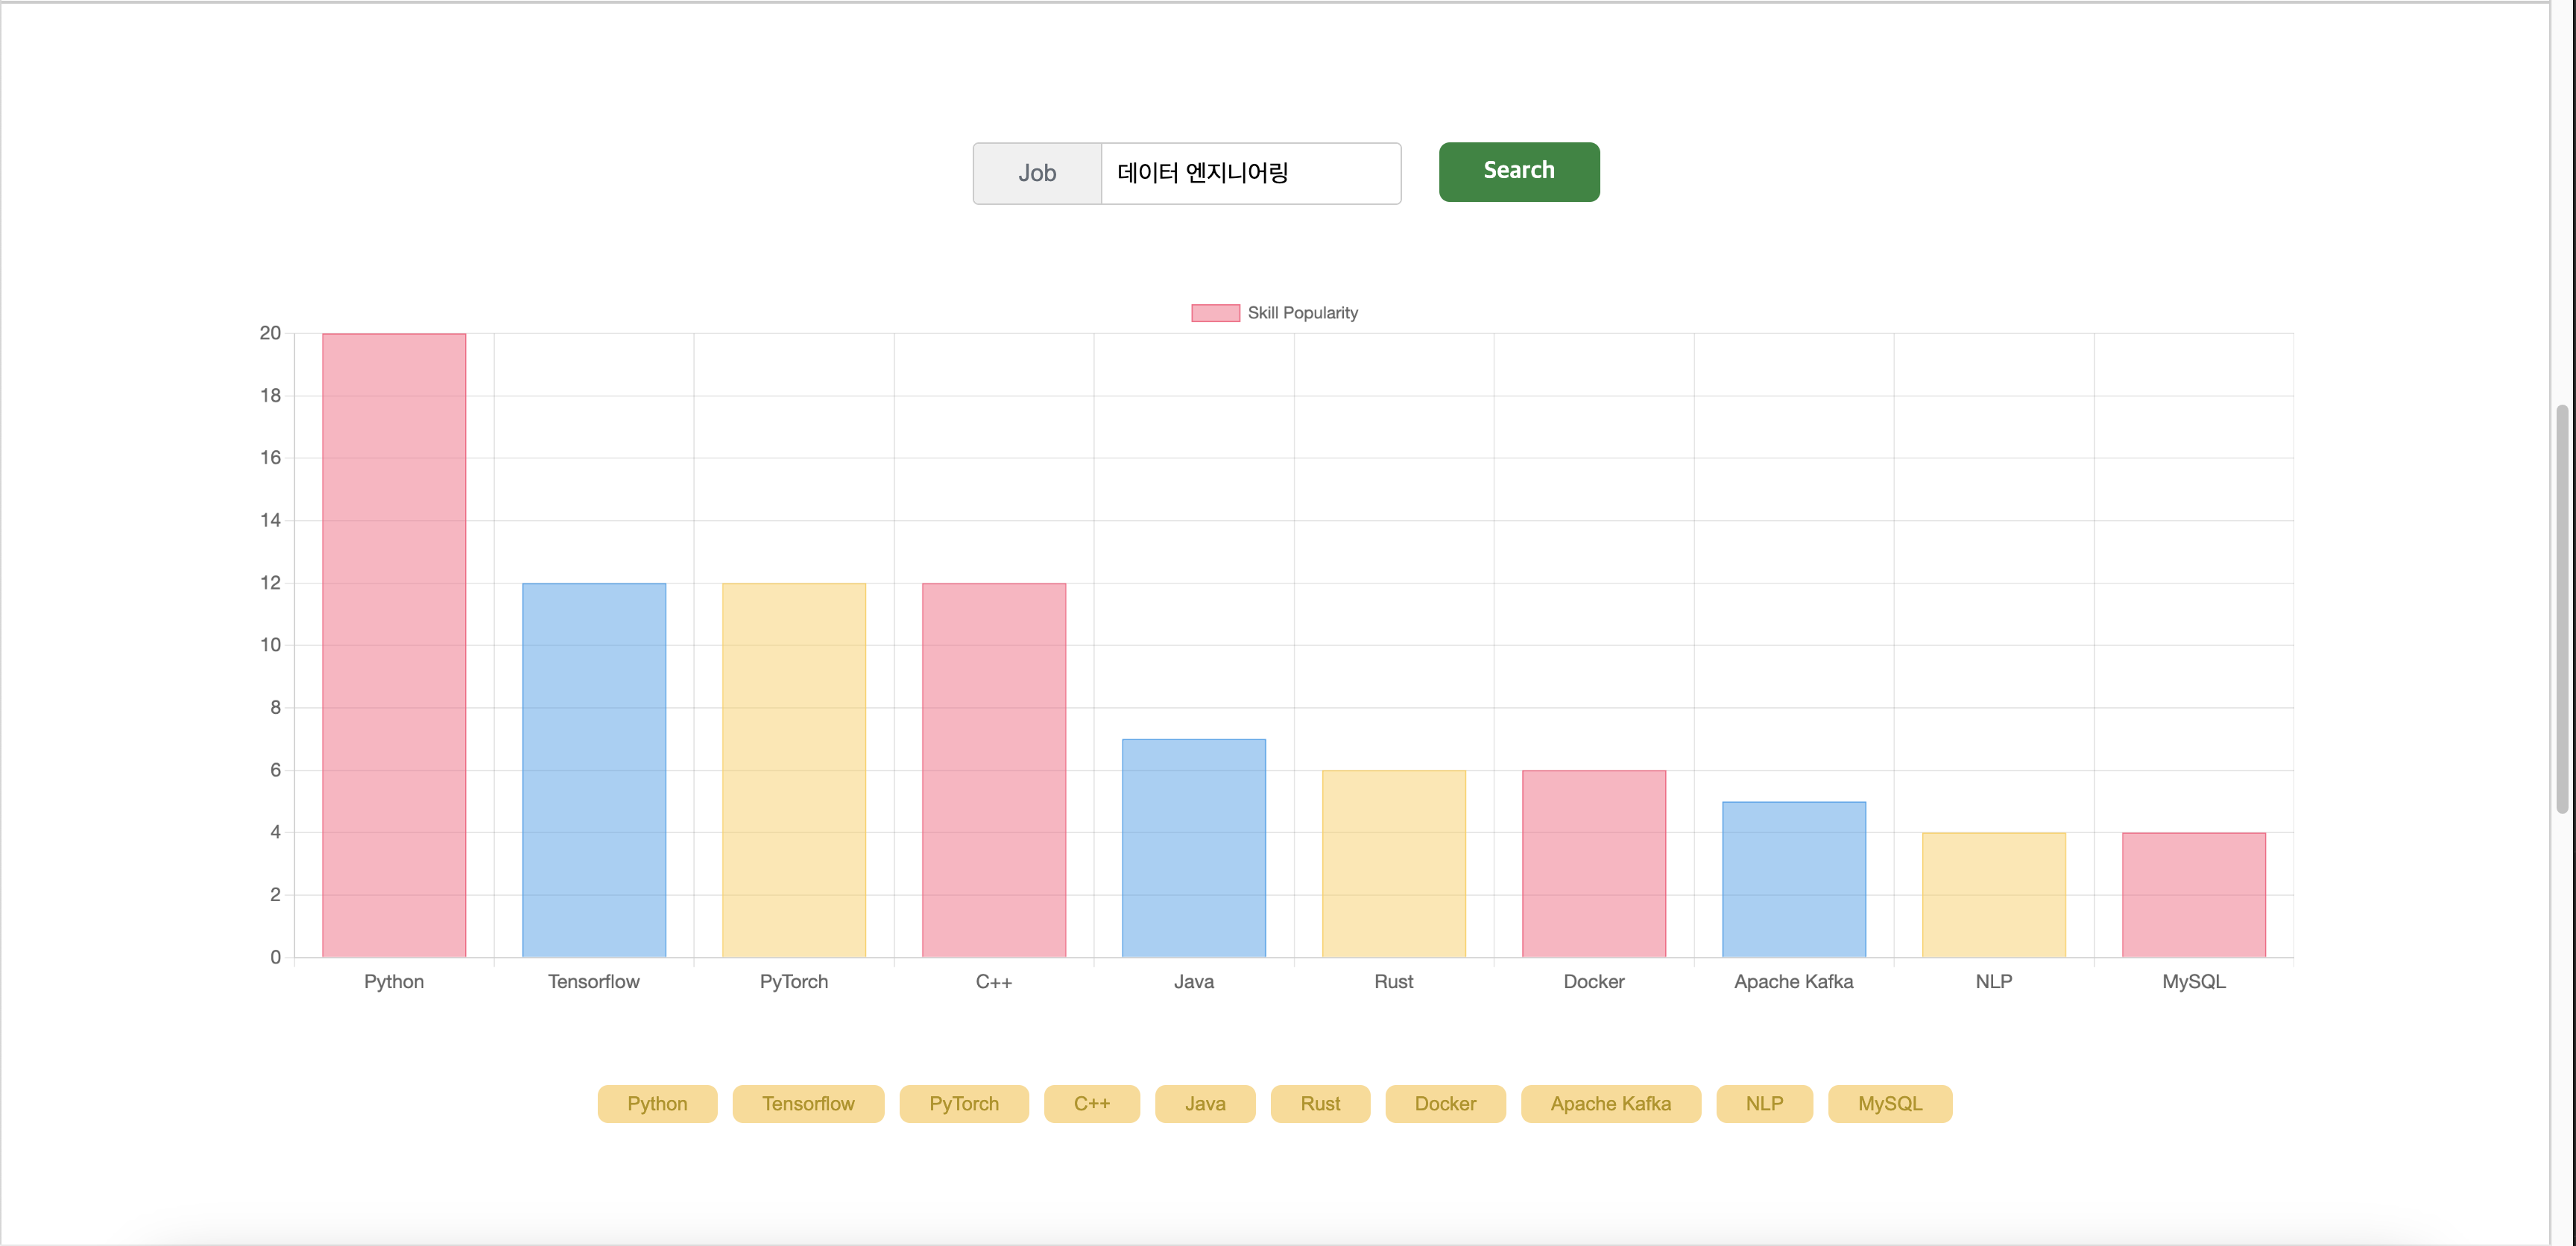 Job 데이터 엔지니어링 Search
Skill Popularity
20
18
16
14
12
10
8
6
4
2
0
Python Tensorflow PyTorch C++ Java Rust Docker Apache Kafka NLP MySQL
Python Tensorflow PyTorch C++ Java Rust Docker Apache Kafka NLP MySQL